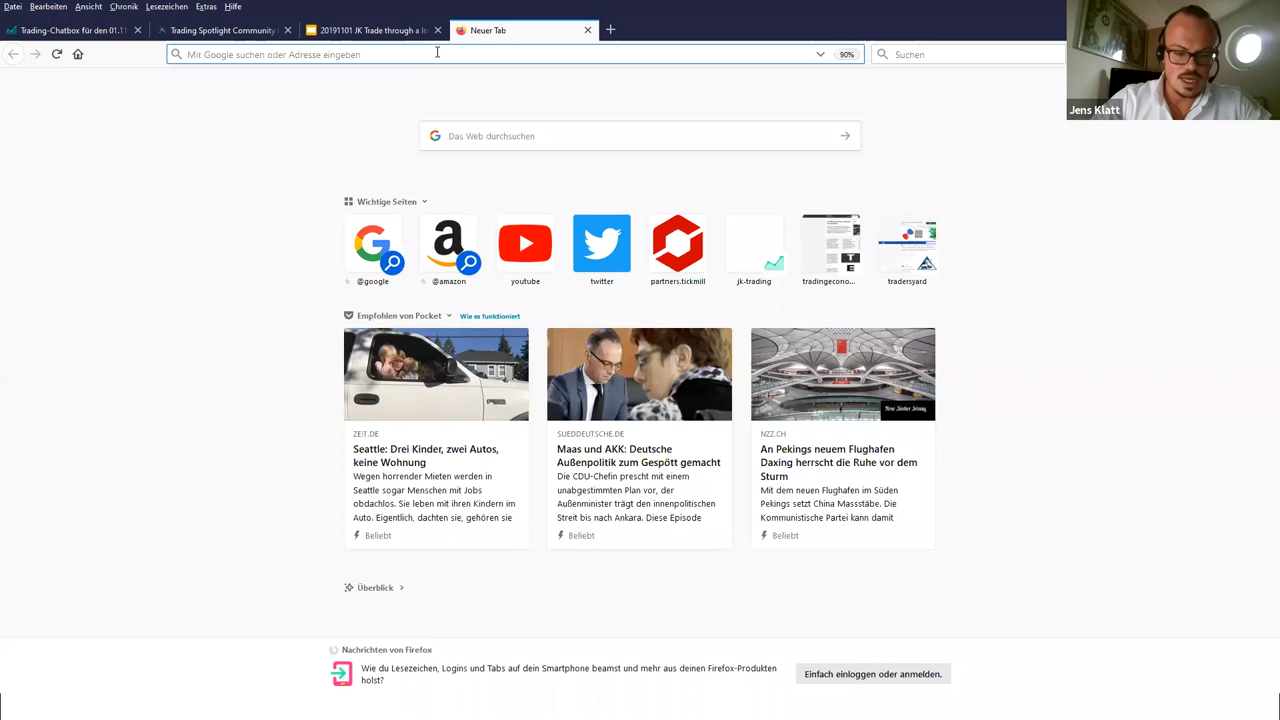 Datei Bearbeiten Ansicht Chronik Lesezeichen Extras Hilfe
Trading-Chatbox für den 01.11
Trading Spotlight Community
20191101 JK Trade through a lo
Neuer Tab
Mit Google suchen oder Adresse eingeben
90%
Suchen
Jens Klatt
Das Web durchsuchen
Wichtige Seiten
@google
@amazon
youtube
twitter
partners.tickmill
jk-trading
tradingecono...
tradersyard
Empfohlen von Pocket
Wie es funktioniert
ZEIT.DE
Seattle: Drei Kinder, zwei Autos,
keine Wohnung
Wegen horrender Mieten werden in
Seattle sogar Menschen mit Jobs
obdachlos. Sie leben mit ihren Kindern im
Auto. Eigentlich, dachten sie, gehören sie
Beliebt
SUEDDEUTSCHE.DE
Maas und AKK: Deutsche
Außenpolitik zum Gespött gemacht
Die CDU-Chefin prescht mit einem
unabgestimmten Plan vor, der
Außenminister trägt den innenpolitischen
Streit bis nach Ankara. Diese Episode
Beliebt
Neue Zürcher Zeitung
NZZ.CH
An Pekings neuem Flughafen
Daxing herrscht die Ruhe vor dem
Sturm
Mit dem neuen Flughafen im Süden
Pekings setzt China Massstäbe. Die
Kommunistische Partei kann damit
Beliebt
Überblick
Nachrichten von Firefox
Wie du Lesezeichen, Logins und Tabs auf dein Smartphone beamst und mehr aus deinen Firefox-Produkten
holst?
Einfach einloggen oder anmelden.